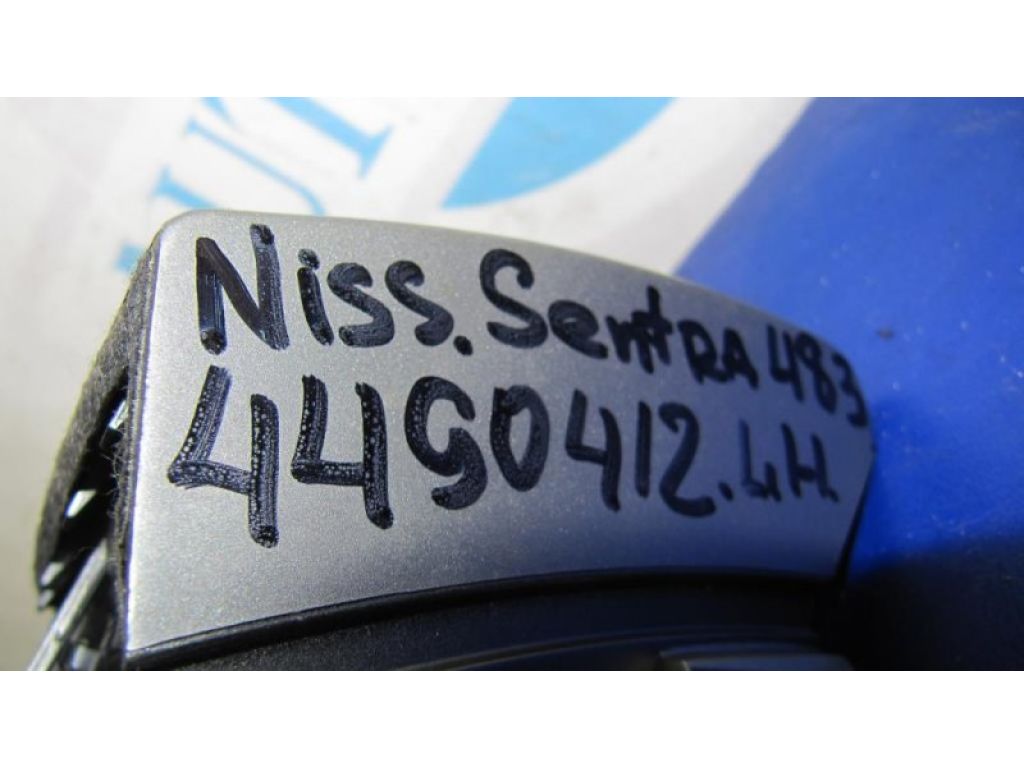 Niss. Sentra 483
4490412. LH.